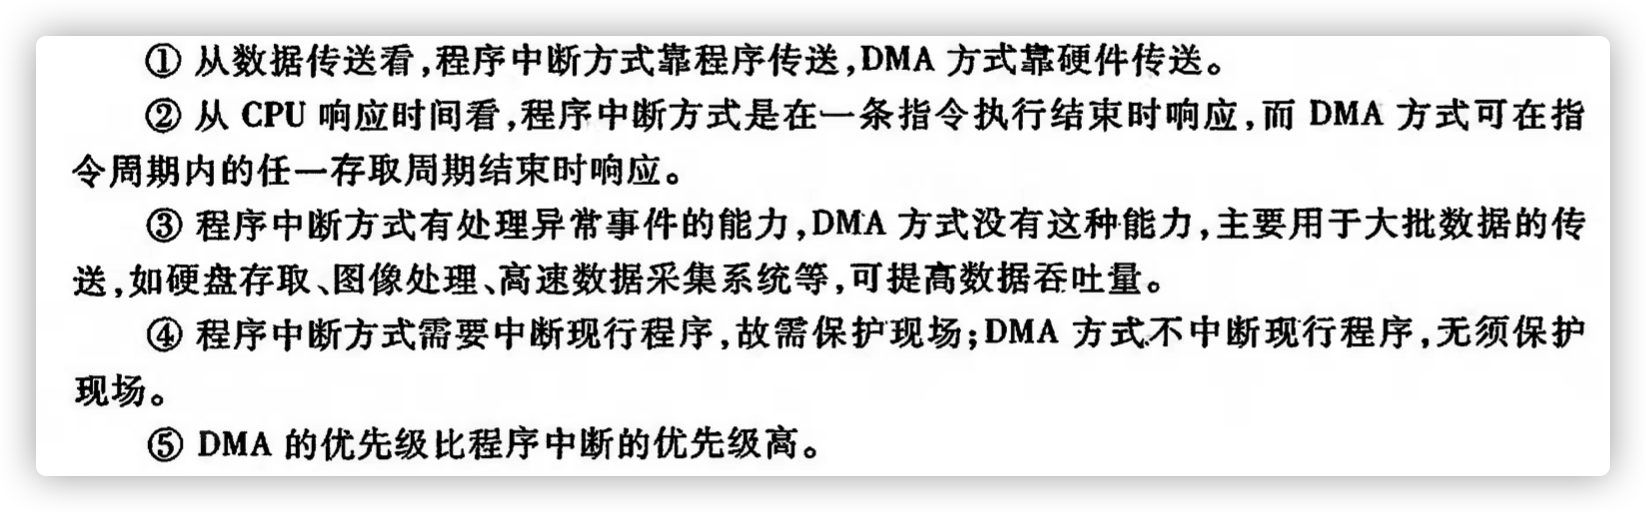 ① 从数据传送看,程序中断方式靠程序传送,DMA 方式靠硬件传送。
② 从 CPU 响应时间看,程序中断方式是在一条指令执行结束时响应,而 DMA 方式可在指
令周期内的任一存取周期结束时响应。
③ 程序中断方式有处理异常事件的能力,DMA 方式没有这种能力,主要用于大批数据的传
送,如硬盘存取、图像处理、高速数据采集系统等,可提高数据吞吐量。
④ 程序中断方式需要中断现行程序,故需保护现场;DMA 方式不中断现行程序,无须保护
现场。
⑤ DMA 的优先级比程序中断的优先级高。